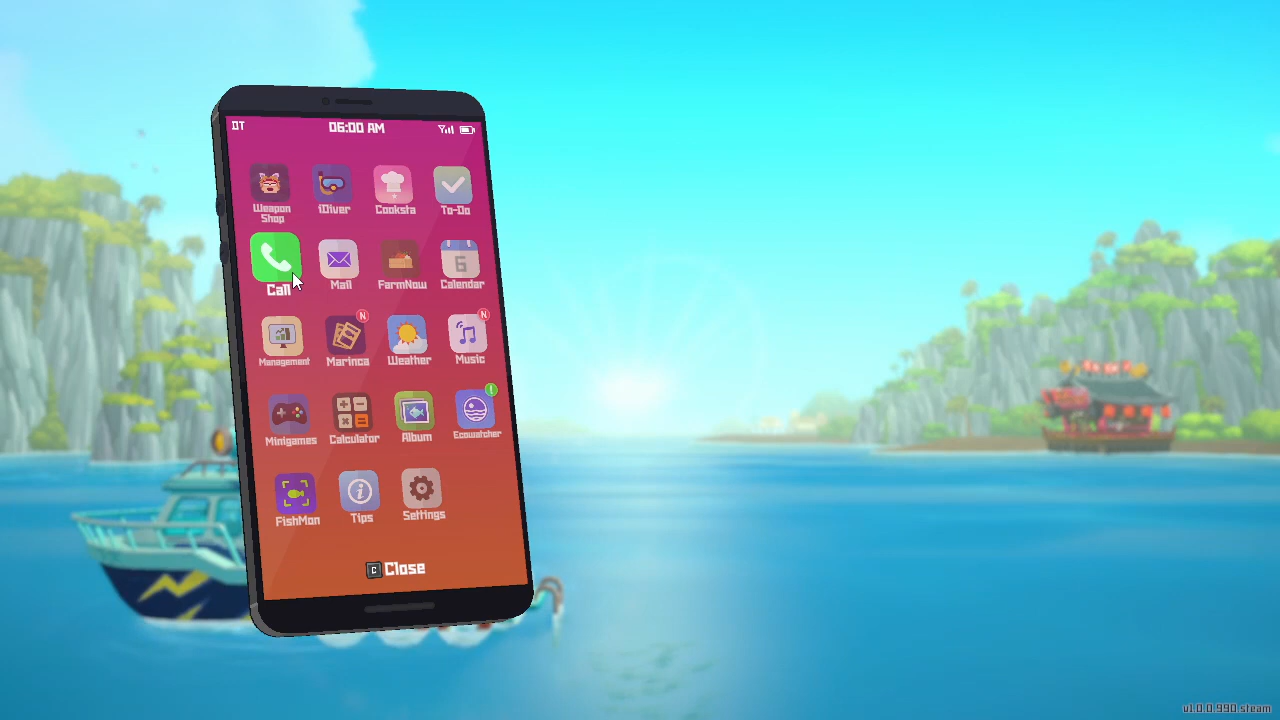 DT
06:00 AM
Weapon Shop
iDiver
Cooksta
To-Do
Call
Mail
FarmNow
6
Calendar
Management
N
Marinca
Weather
N
Music
Minigames
Calculator
Album
!
Ecowatcher
FishMon
Tips
Settings
C Close
v1.0.0.990.steam